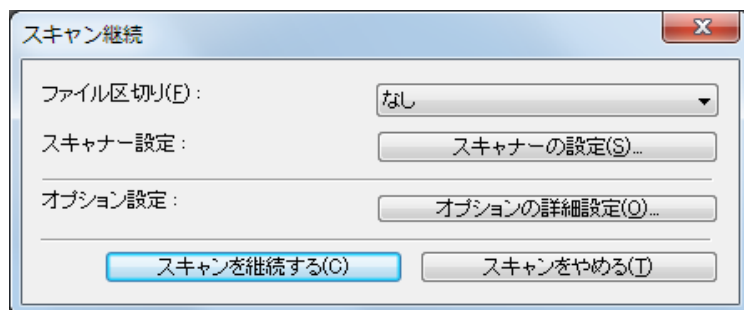 スキャン継続
ファイル区切り(F):
なし
スキャナー設定:
スキャナーの設定(S)...
オプション設定:
オプションの詳細設定(O)...
スキャンを継続する(C)
スキャンをやめる(T)